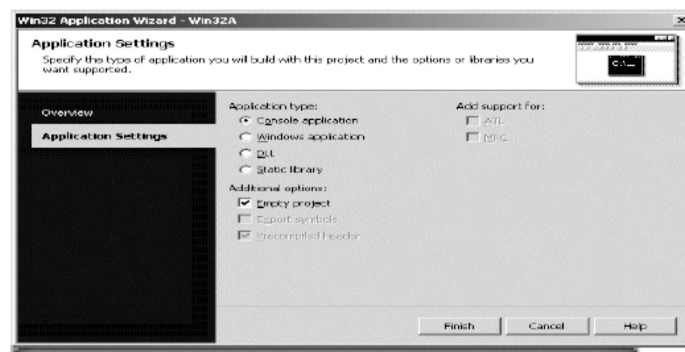 Win32 Application Wizard - Win32A
Application Settings
Specify the type of application you will build with this project and the options or libraries you
want supported.
C:\_
Overview
Application Settings
Application type:
Console application
Windows application
DLL
Static library
Additional options:
Empty project
Export symbols
Precompiled header
Add support for:
ATL
MFC
Finish
Cancel
Help